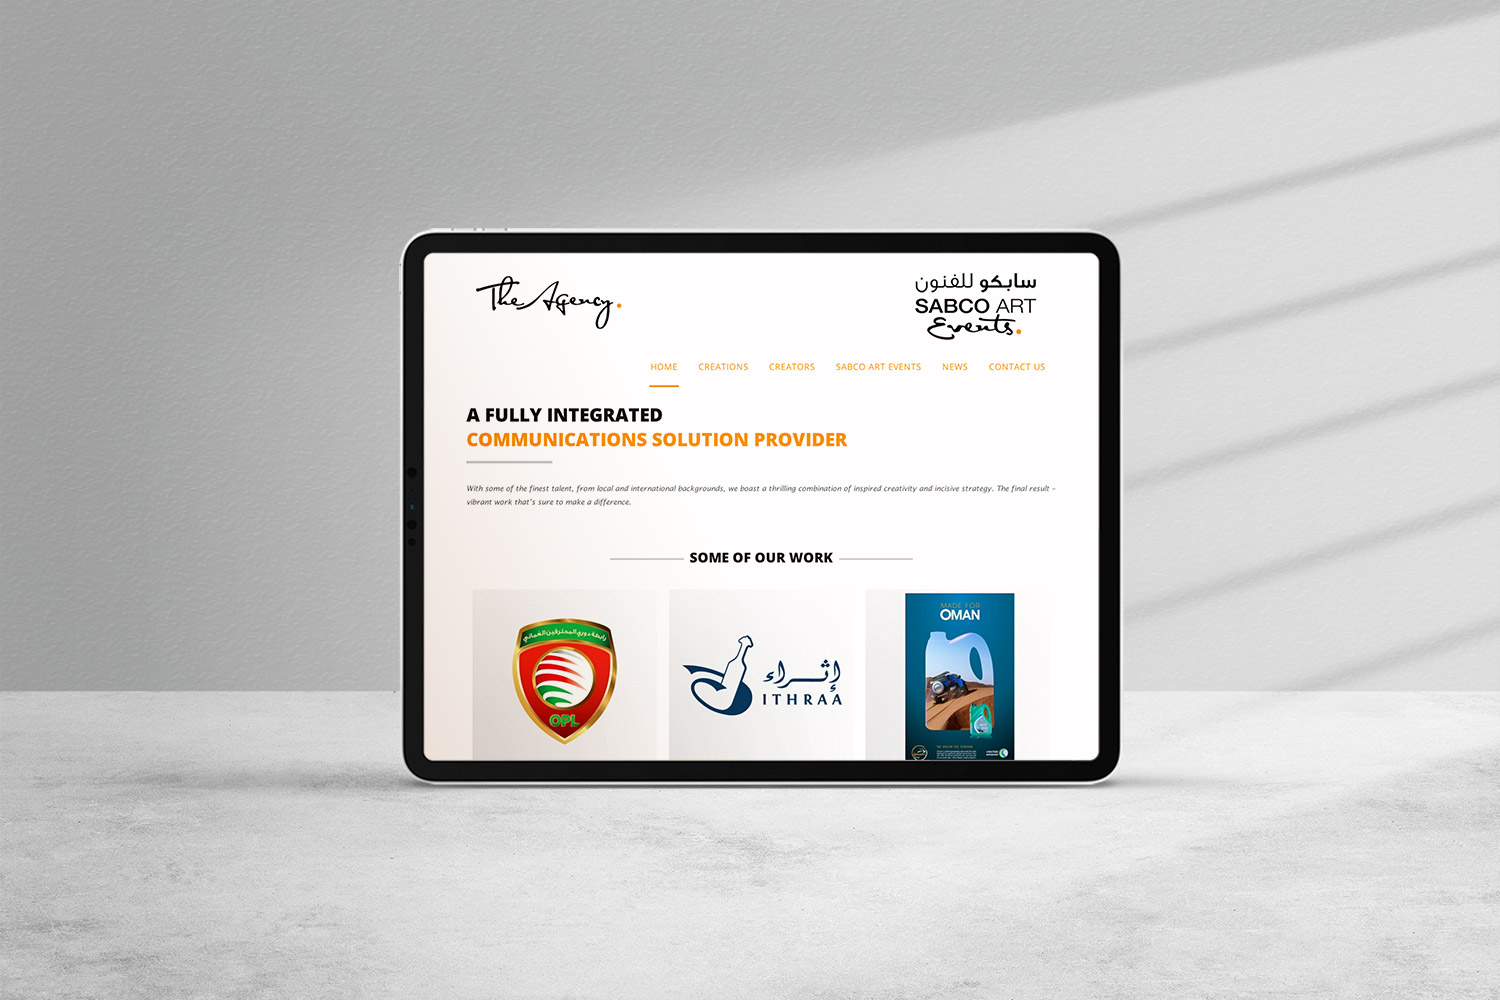 The Agency.
سابكو للفنون
SABCO ART
Events.
HOME CREATIONS CREATORS SABCO ART EVENTS NEWS CONTACT US
A FULLY INTEGRATED
COMMUNICATIONS SOLUTION PROVIDER
With some of the finest talent, from local and international backgrounds, we boast a thrilling combination of inspired creativity and incisive strategy. The final result –
vibrant work that's sure to make a difference.
SOME OF OUR WORK
رابطة دوري المحترفين العماني
OPL
إثراء
ITHRAA
MADE FOR
OMAN